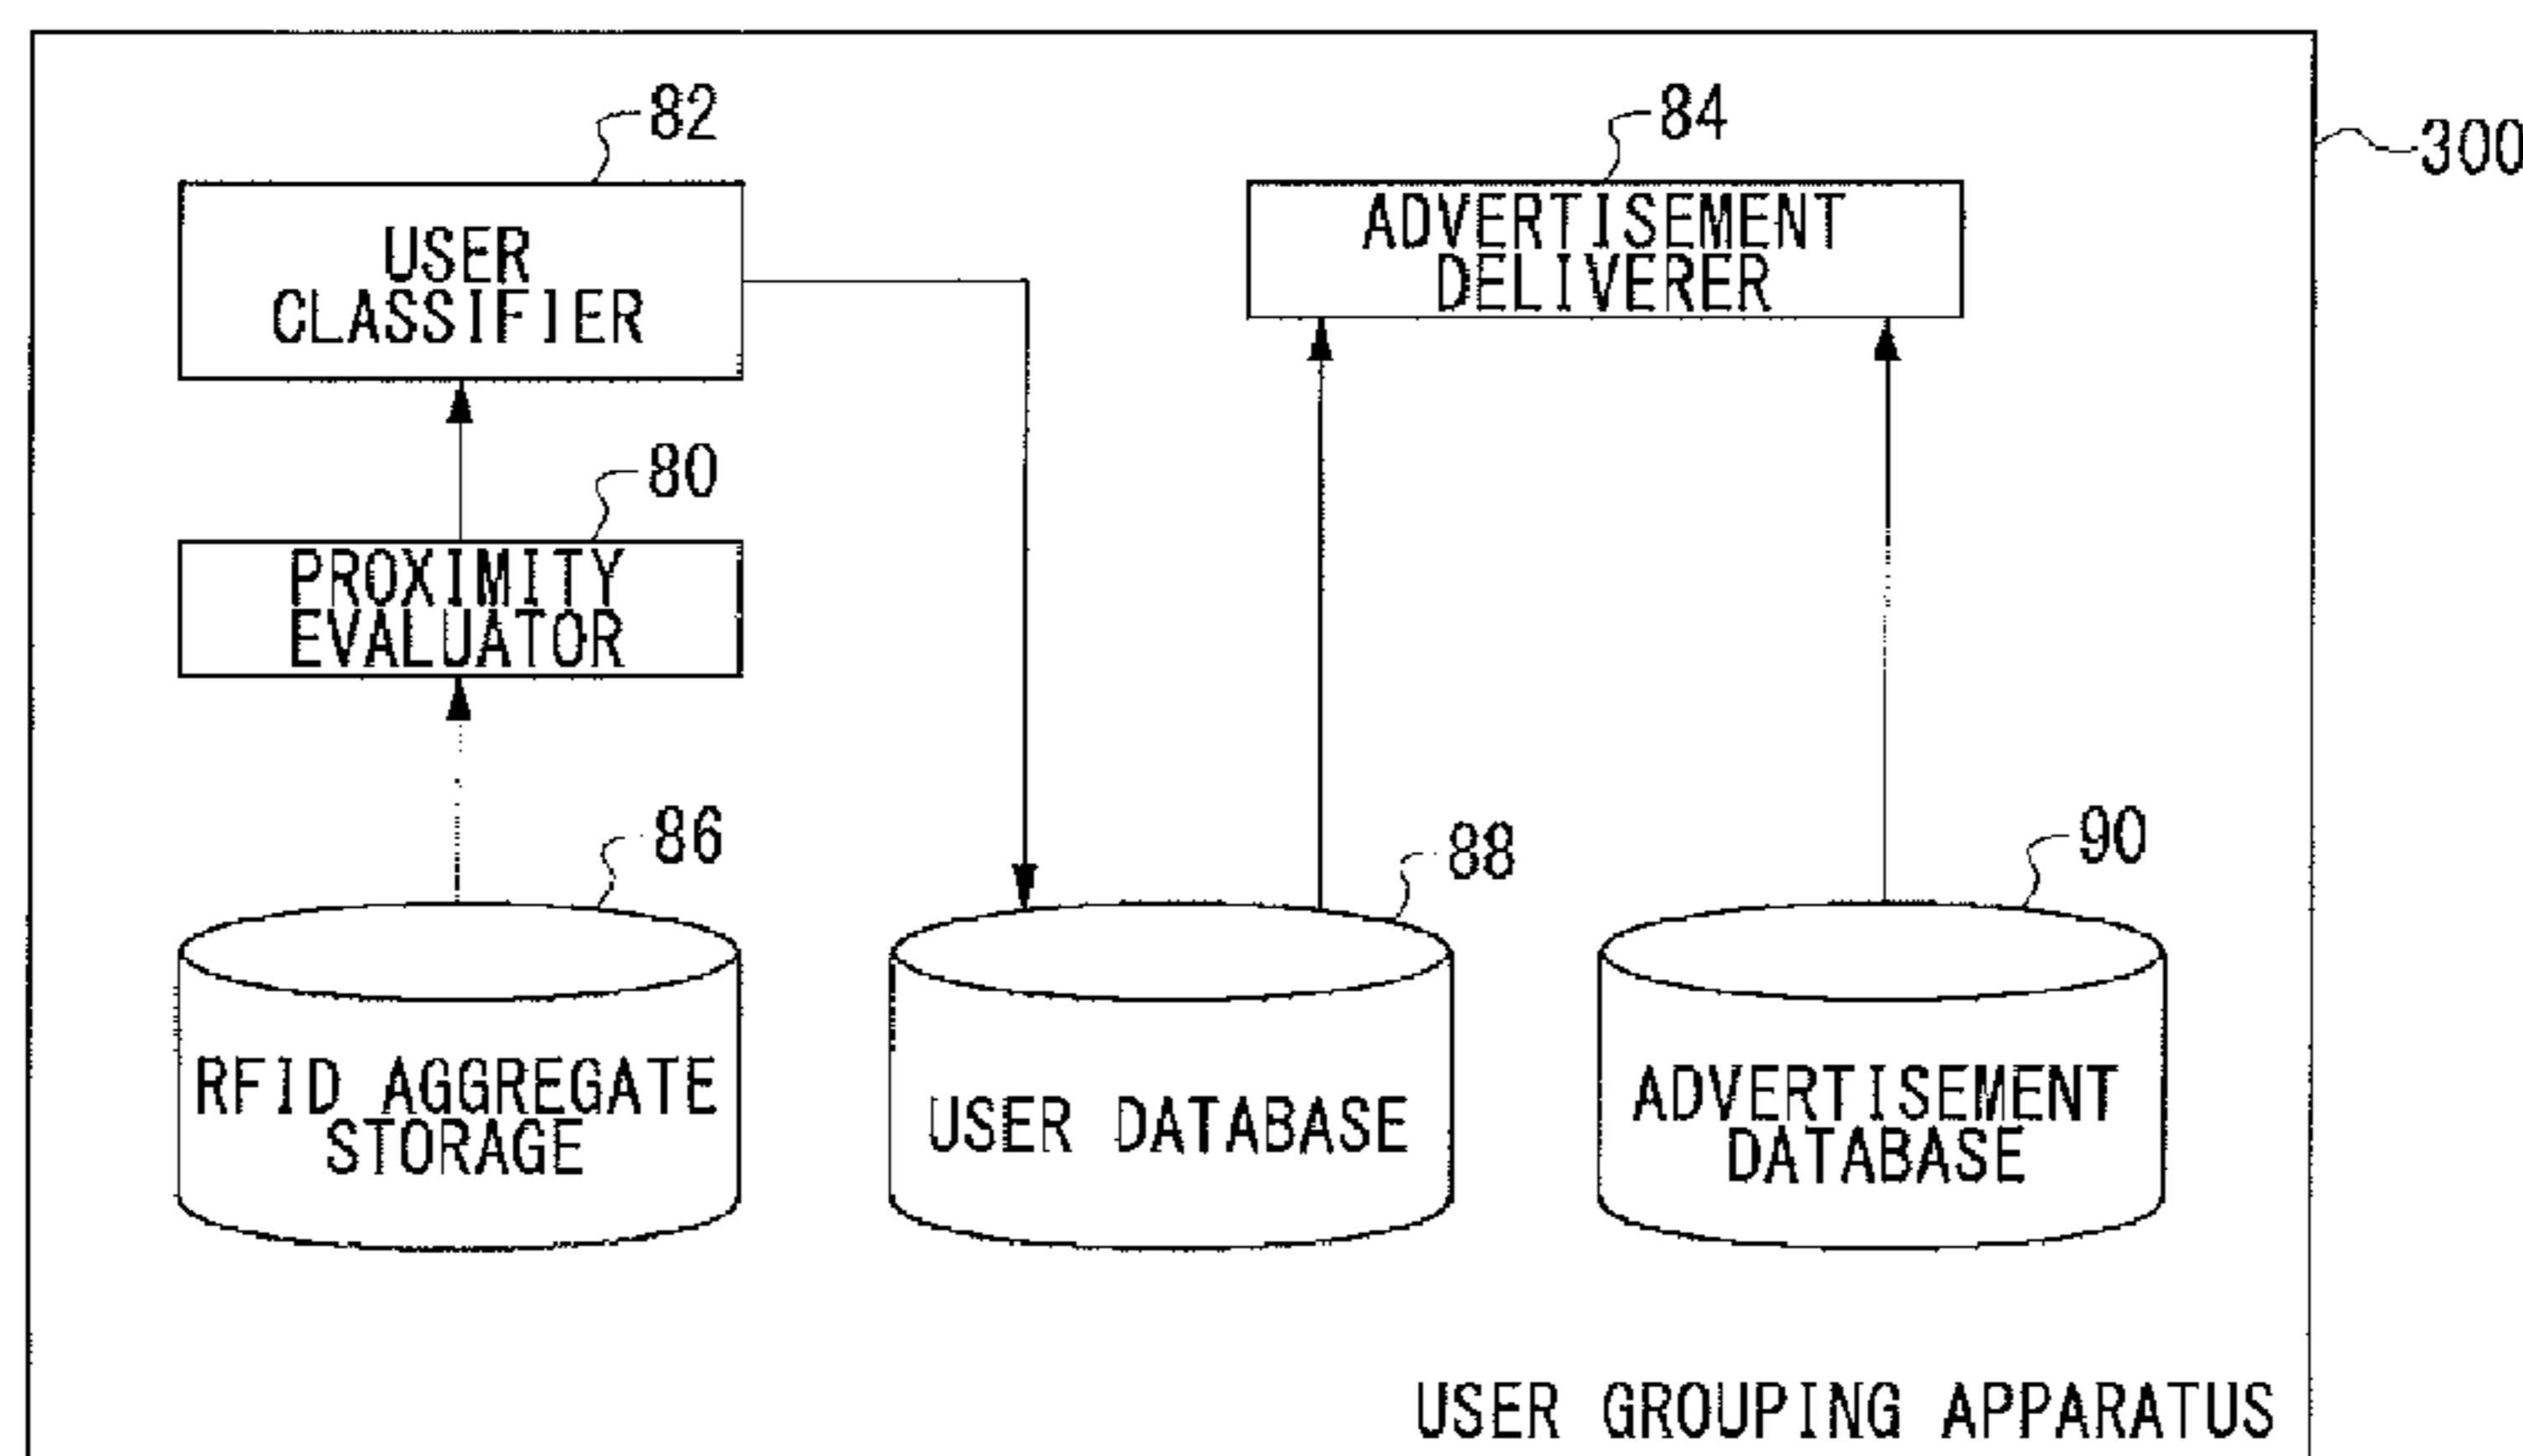 82
84
300
USER
CLASSIFIER
ADVERTISEMENT
DELIVERER
80
PROXIMITY
EVALUATOR
86
88
90
RFID AGGREGATE
STORAGE
USER DATABASE
ADVERTISEMENT
DATABASE
USER GROUPING APPARATUS